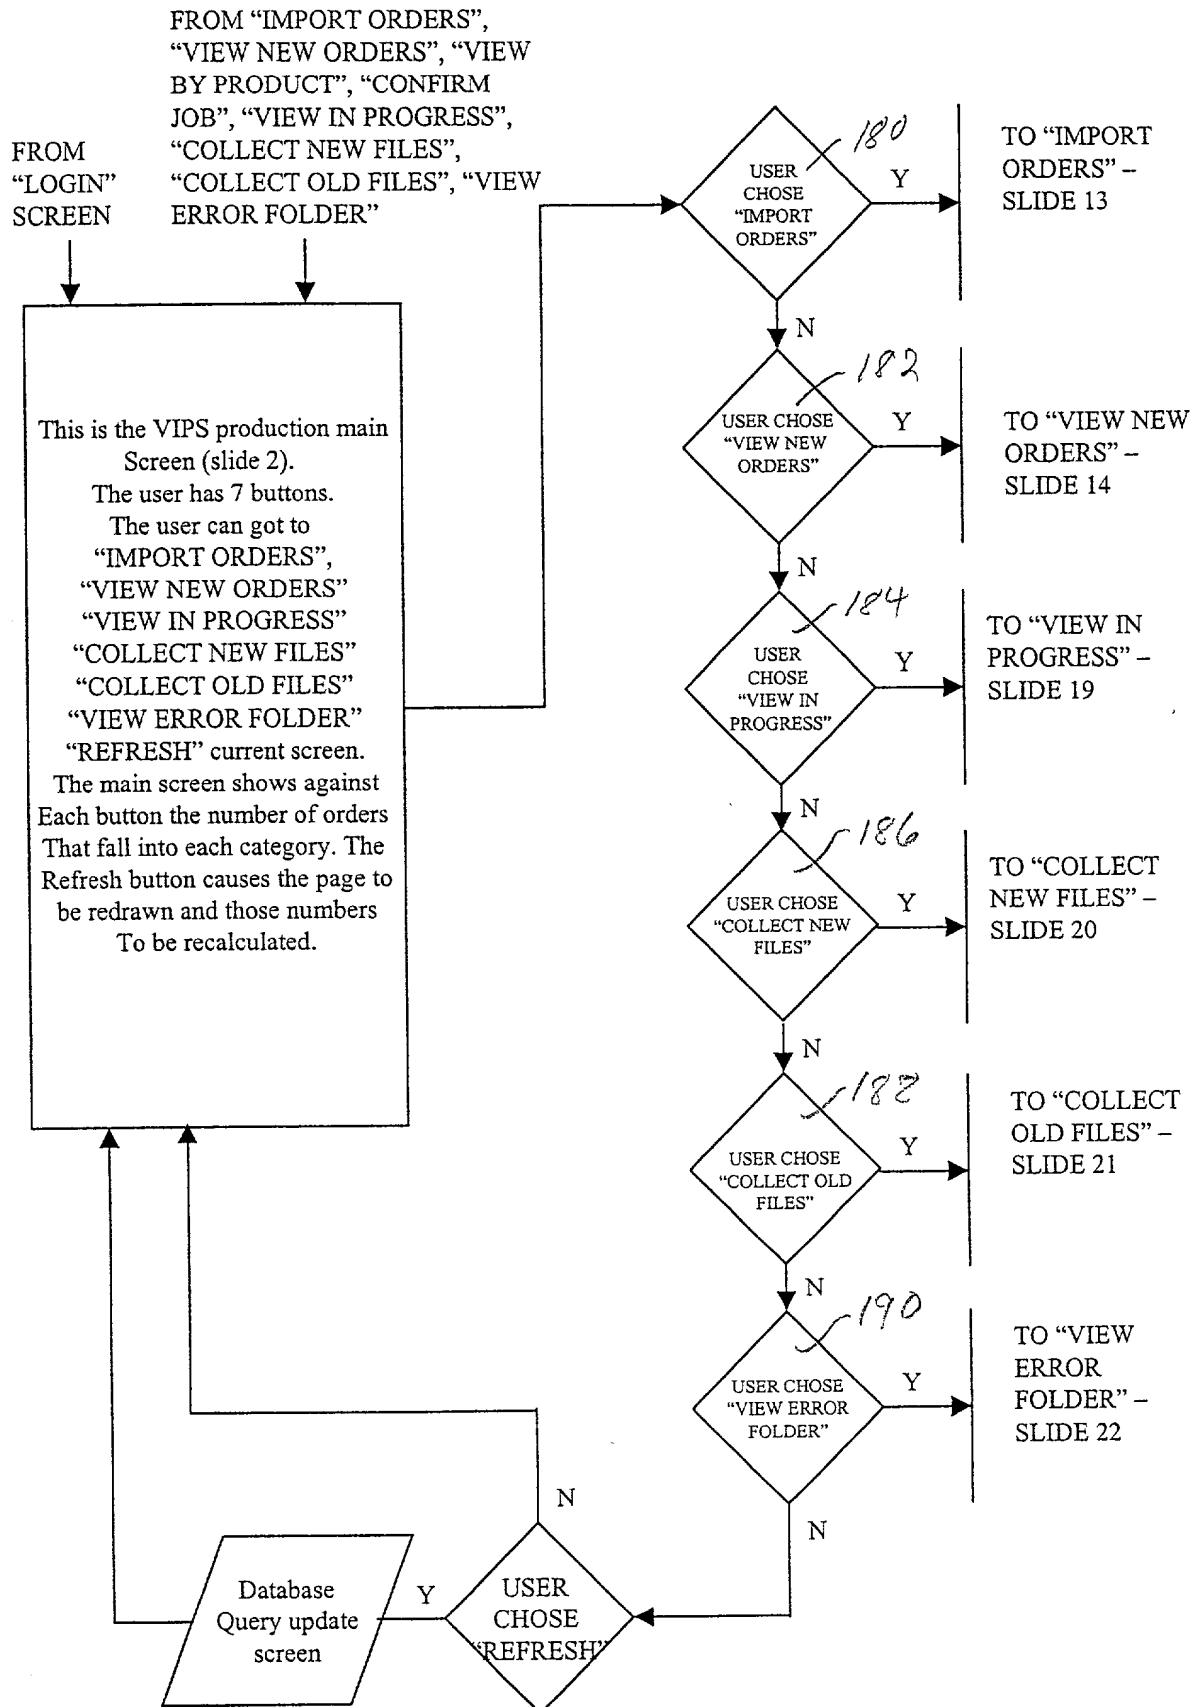 FROM
"LOGIN"
SCREEN
FROM “IMPORT ORDERS”,
“VIEW NEW ORDERS”, “VIEW
BY PRODUCT”, “CONFIRM
JOB”, “VIEW IN PROGRESS”,
“COLLECT NEW FILES”,
“COLLECT OLD FILES”, “VIEW
ERROR FOLDER”
This is the VIPS production main
Screen (slide 2).
The user has 7 buttons.
The user can got to
“IMPORT ORDERS”,
“VIEW NEW ORDERS”
“VIEW IN PROGRESS”
“COLLECT NEW FILES”
“COLLECT OLD FILES”
“VIEW ERROR FOLDER”
“REFRESH” current screen.
The main screen shows against
Each button the number of orders
That fall into each category. The
Refresh button causes the page to
be redrawn and those numbers
To be recalculated.
180
USER
CHOSE
“IMPORT
ORDERS”
Y
TO “IMPORT
ORDERS” –
SLIDE 13
N
182
USER CHOSE
“VIEW NEW
ORDERS”
Y
TO “VIEW NEW
ORDERS” –
SLIDE 14
N
184
USER
CHOSE
“VIEW IN
PROGRESS”
Y
TO “VIEW IN
PROGRESS” –
SLIDE 19
N
186
USER CHOSE
“COLLECT NEW
FILES”
Y
TO “COLLECT
NEW FILES” –
SLIDE 20
N
188
USER CHOSE
“COLLECT OLD
FILES”
Y
TO “COLLECT
OLD FILES” –
SLIDE 21
N
190
USER CHOSE
“VIEW ERROR
FOLDER”
Y
TO “VIEW
ERROR
FOLDER” –
SLIDE 22
N
USER
CHOSE
“REFRESH”
N
Y
Database
Query update
screen